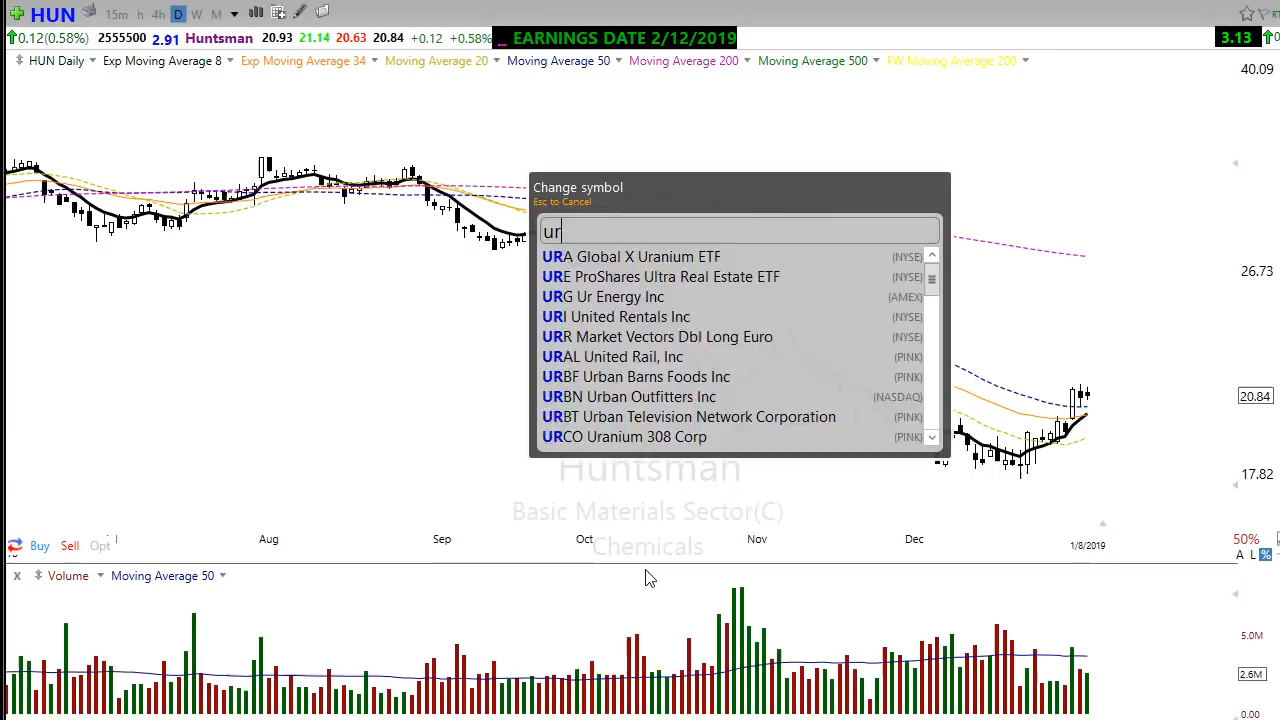 HUN 15m h 4h D W M
0.12(0.58%) 2555500 2.91 Huntsman 20.93 21.14 20.63 20.84 +0.12 +0.58% _ EARNINGS DATE 2/12/2019 3.13
HUN Daily Exp Moving Average 8 Exp Moving Average 34 Moving Average 20 Moving Average 50 Moving Average 200 Moving Average 500 FW Moving Average 200
40.09
Change symbol
Esc to Cancel
ur
URA Global X Uranium ETF (NYSE)
URE ProShares Ultra Real Estate ETF (NYSE)
26.73
URG Ur Energy Inc (AMEX)
URI United Rentals Inc (NYSE)
URR Market Vectors Dbl Long Euro (NYSE)
URAL United Rail, Inc (PINK)
URBF Urban Barns Foods Inc (PINK)
URBN Urban Outfitters Inc (NASDAQ)
20.84
URBT Urban Television Network Corporation (PINK)
URCO Uranium 308 Corp (PINK)
Huntsman
17.82
Basic Materials Sector(C)
Aug Sep Oct Nov Dec 50%
Buy Sell Opt Chemicals 1/8/2019
A L %
X Volume Moving Average 50
5.0M
2.6M
0.00